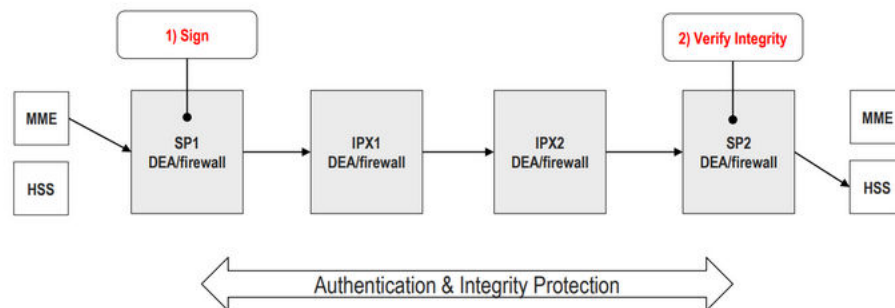 1) Sign
2) Verify Integrity
MME
SP1
DEA/firewall
IPX1
DEA/firewall
IPX2
DEA/firewall
SP2
DEA/firewall
MME
HSS
HSS
Authentication & Integrity Protection